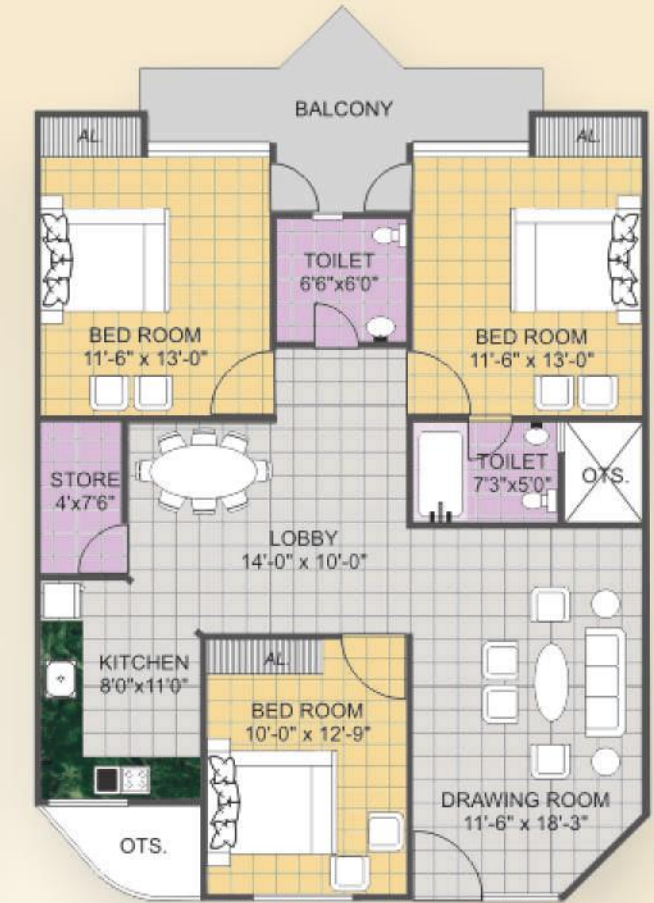 BALCONY
AL.
AL.
TOILET
6'6"x6'0"
BED ROOM
11'-6" x 13'-0"
BED ROOM
11'-6" x 13'-0"
STORE
4'x7'6"
TOILET
7'3"x5'0"
OTS.
LOBBY
14'-0" x 10'-0"
KITCHEN
8'0"x11'0"
AL.
BED ROOM
10'-0" x 12'-9"
DRAWING ROOM
11'-6" x 18'-3"
OTS.